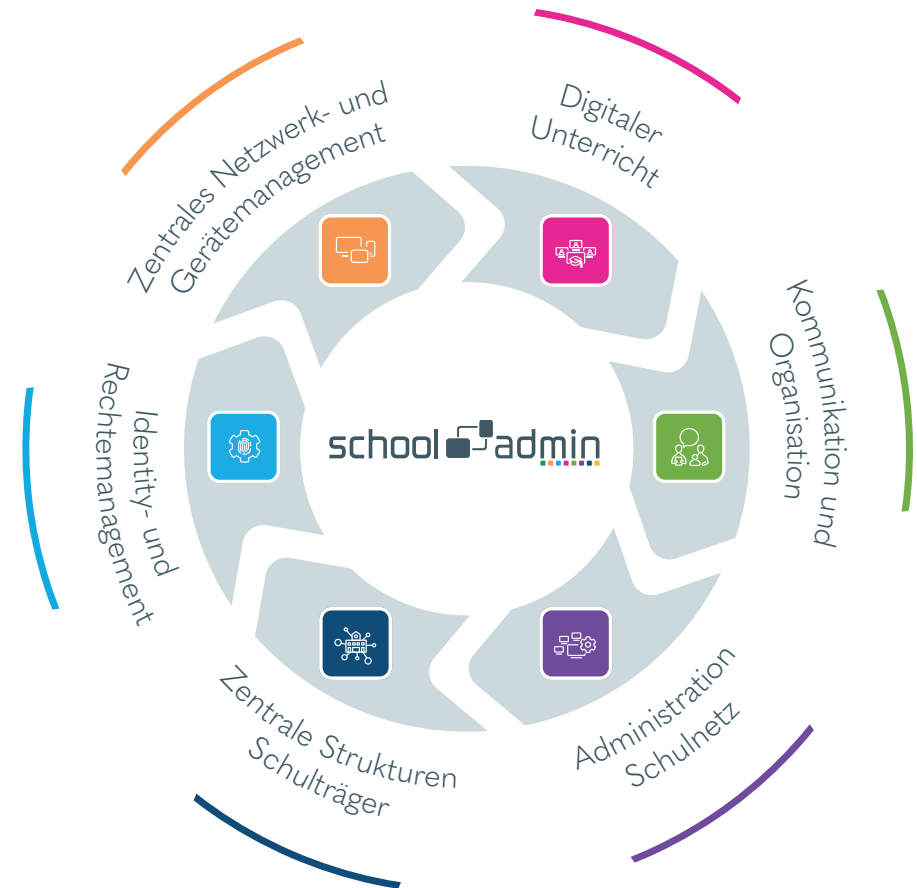 Zentrales Netzwerk- und
Gerätemanagement
Digitaler
Unterricht
Kommunikation und
Organisation
Administration
Schulnetz
Zentrale Strukturen
Schulträger
Identity- und
Rechtemanagement
school admin